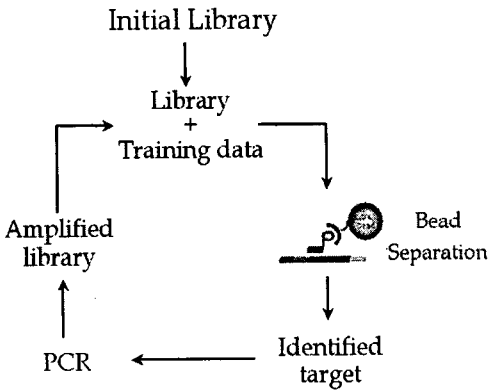 Initial Library
Library
+
Training data
Bead
Separation
Identified
target
PCR
Amplified
library